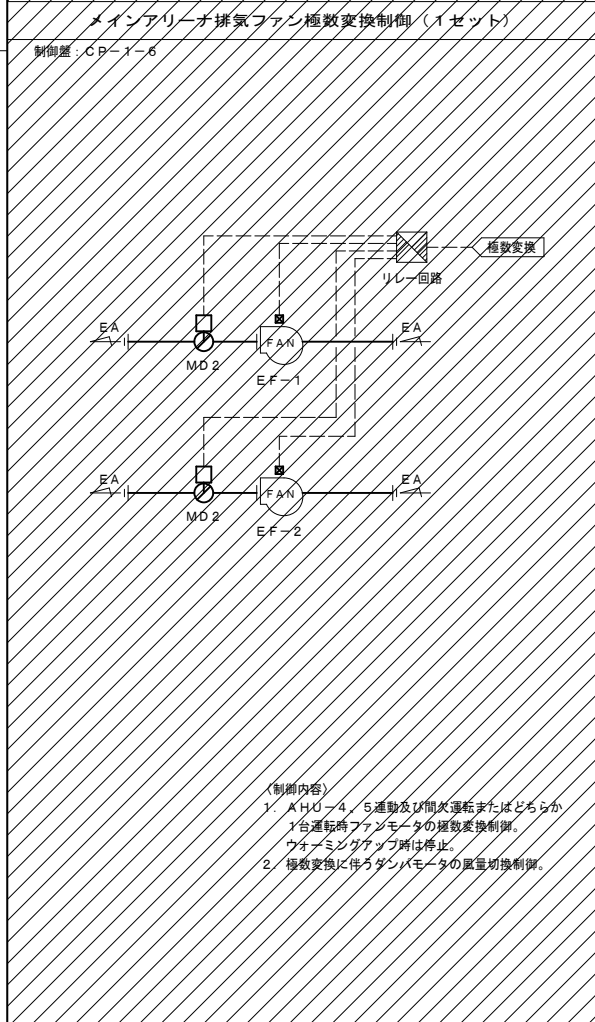 メインアリーナ排気ファン極数変換制御（1セット）
制御盤：CP－1－6
極数変換
リレー回路
EA
FAN
EA
MD2
EF－1
EA
FAN
EA
MD2
EF－2
〈制御内容〉
1. AHU－4，5運動及び間欠運転またはどちらか
1台運転時ファンモータの極数変換制御。
ウォーミングアップ時は停止。
2. 極数変換に伴うダンパモータの風量切換制御。